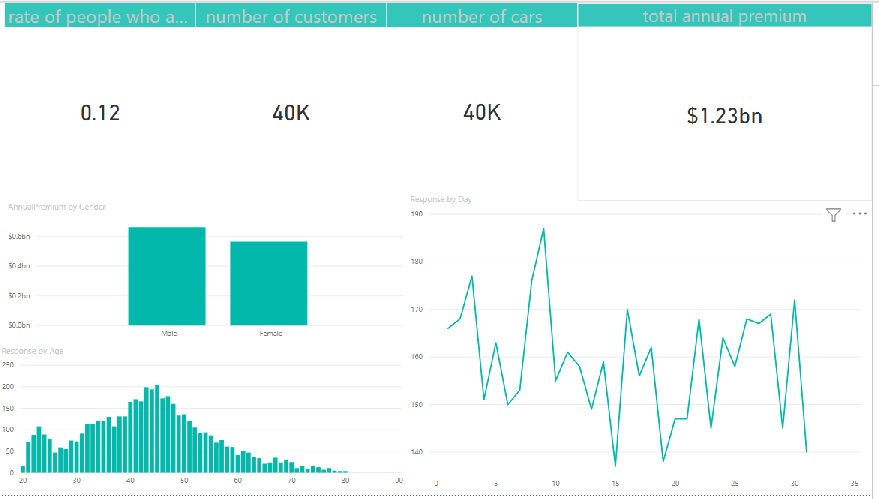 rate of people who a...
number of customers
number of cars
total annual premium
0.12
40K
40K
$1.23bn
AnnualPremium by Gender
$0.6bn
$0.4bn
$0.2bn
$0.0bn
Male
Female
Response by Day
190
180
170
160
150
140
0
5
10
15
20
25
30
35
Response by Age
250
200
150
100
50
0
20
30
40
50
60
70
80
90